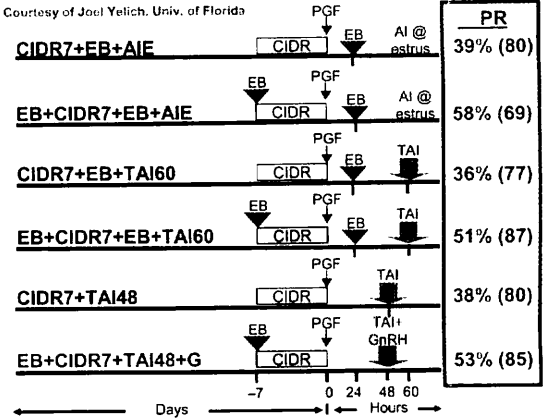 Courtesy of Joel Yelich, Univ. of Florida
PGF
PR
CIDR7+EB+AIE
CIDR
EB
AI @
estrus
39% (80)
EB
PGF
EB+CIDR7+EB+AIE
CIDR
EB
AI @
estrus
58% (69)
PGF
CIDR7+EB+TAI60
CIDR
EB
TAI
36% (77)
EB
PGF
EB+CIDR7+EB+TAI60
CIDR
EB
TAI
51% (87)
PGF
CIDR7+TAI48
CIDR
TAI
38% (80)
EB
PGF
TAI+
GnRH
EB+CIDR7+TAI48+G
CIDR
53% (85)
–7 0 24 48 60
Days Hours